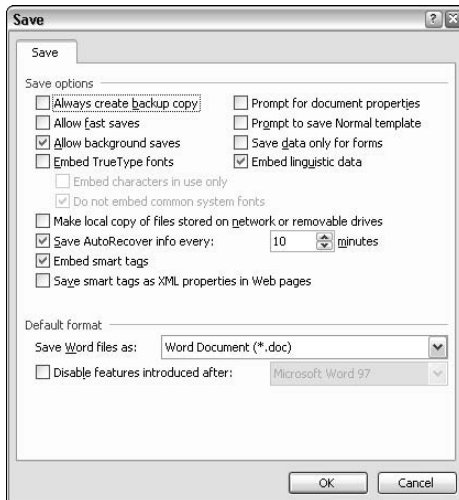 Save
Save
Save options
Always create backup copy
Prompt for document properties
Allow fast saves
Prompt to save Normal template
Allow background saves
Save data only for forms
Embed TrueType fonts
Embed linguistic data
Embed characters in use only
Do not embed common system fonts
Make local copy of files stored on network or removable drives
Save AutoRecover info every: 10 minutes
Embed smart tags
Save smart tags as XML properties in Web pages
Default format
Save Word files as: Word Document (*.doc)
Disable features introduced after: Microsoft Word 97
OK Cancel